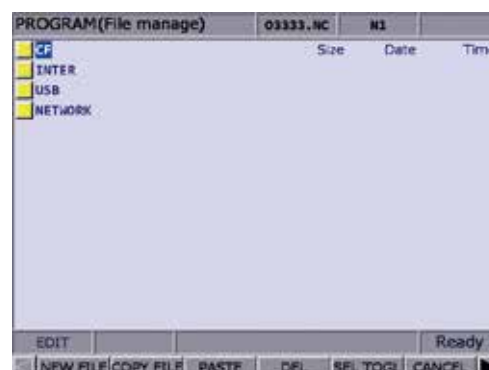 PROGRAM(File manage) O3333.NC N1
CF Size Date Time
INTER
USB
NETWORK
EDIT Ready
NEW FILE COPY FILE PASTE DEL SEL TOGL CANCEL